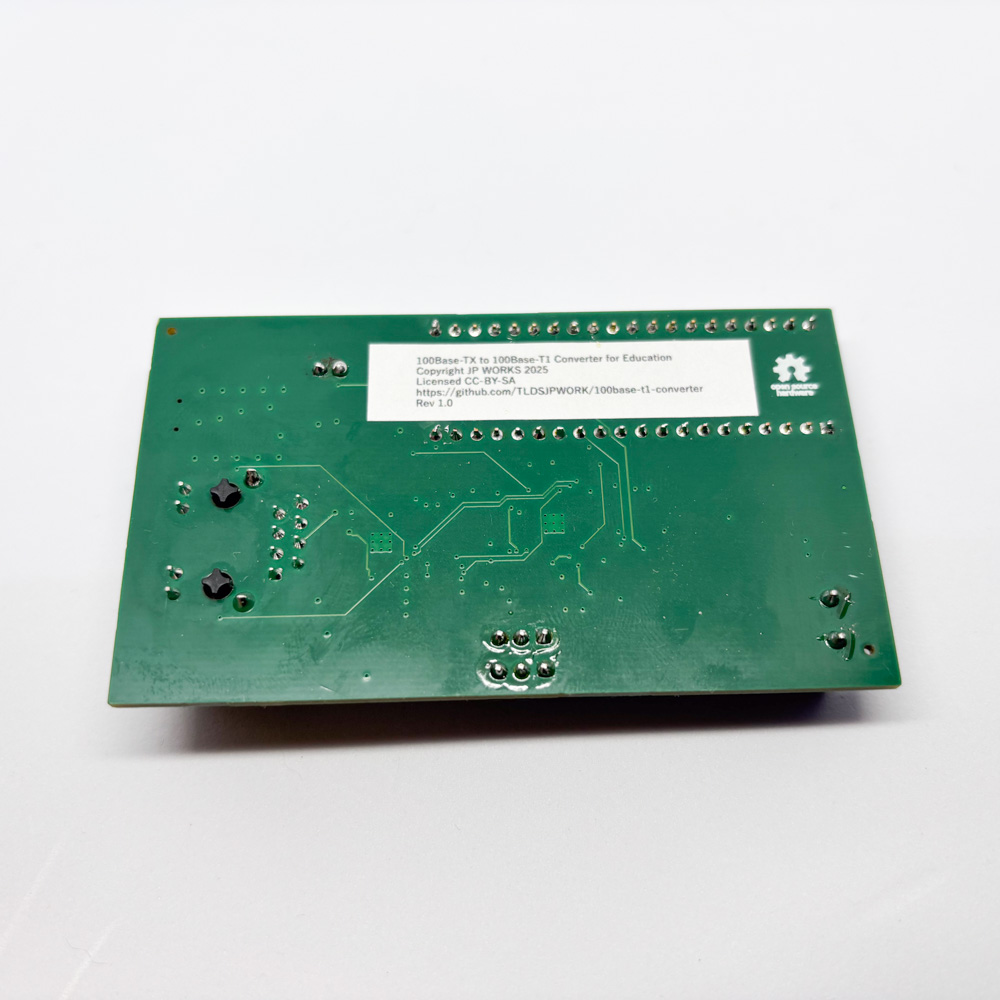 100Base-TX to 100Base-T1 Converter for Education
Copyright JP WORKS 2025
Licensed CC-BY-SA
https://github.com/TLDSJPWORK/100base-t1-converter
Rev 1.0
open source
hardware